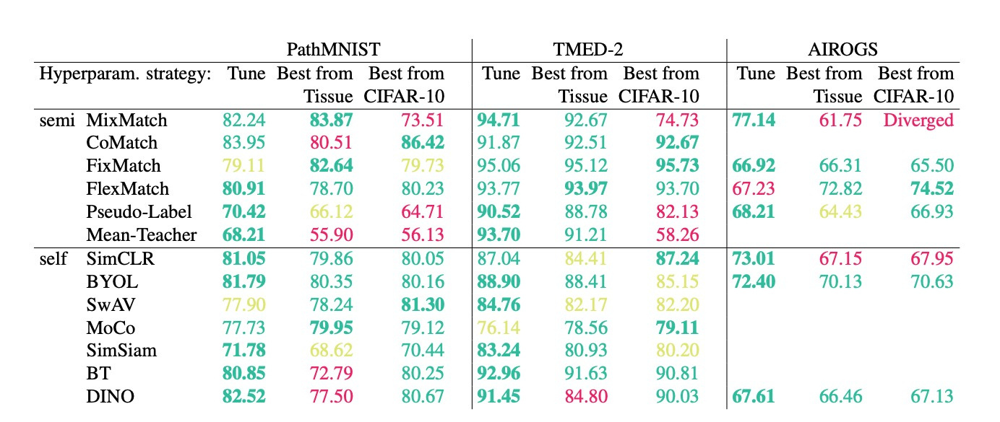 PathMNIST TMED-2 AIROGS
Hyperparam. strategy: Tune Best from Best from Tune Best from Best from Tune Best from Best from
Tissue CIFAR-10 Tissue CIFAR-10 Tissue CIFAR-10
semi MixMatch 82.24 83.87 73.51 94.71 92.67 74.73 77.14 61.75 Diverged
CoMatch 83.95 80.51 86.42 91.87 92.51 92.67
FixMatch 79.11 82.64 79.73 95.06 95.12 95.73 66.92 66.31 65.50
FlexMatch 80.91 78.70 80.23 93.77 93.97 93.70 67.23 72.82 74.52
Pseudo-Label 70.42 66.12 64.71 90.52 88.78 82.13 68.21 64.43 66.93
Mean-Teacher 68.21 55.90 56.13 93.70 91.21 58.26
self SimCLR 81.05 79.86 80.05 87.04 84.41 87.24 73.01 67.15 67.95
BYOL 81.79 80.35 80.16 88.90 88.41 85.15 72.40 70.13 70.63
SwAV 77.90 78.24 81.30 84.76 82.17 82.20
MoCo 77.73 79.95 79.12 76.14 78.56 79.11
SimSiam 71.78 68.62 70.44 83.24 80.93 80.20
BT 80.85 72.79 80.25 92.96 91.63 90.81
DINO 82.52 77.50 80.67 91.45 84.80 90.03 67.61 66.46 67.13